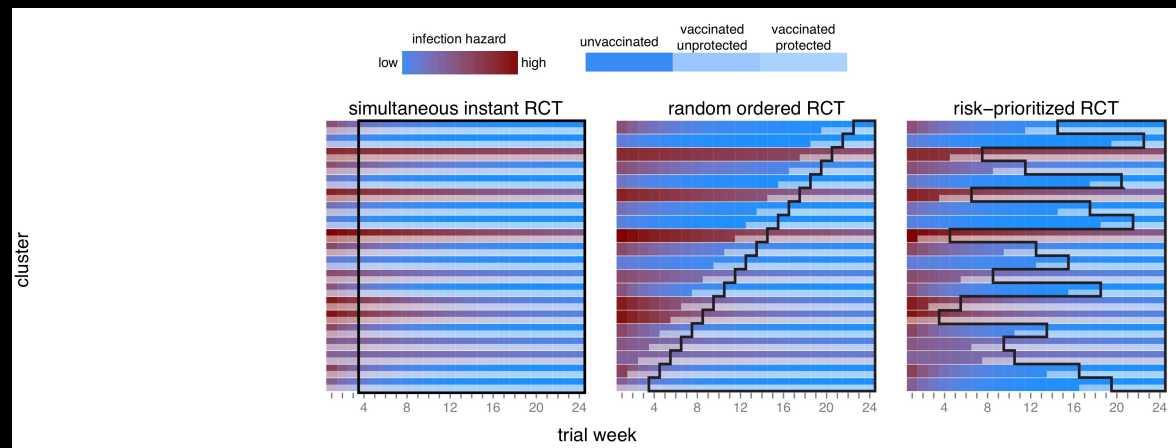 infection hazard
low
high
unvaccinated
vaccinated
unprotected
vaccinated
protected
simultaneous instant RCT
random ordered RCT
risk−prioritized RCT
cluster
4 8 12 16 20 24
4 8 12 16 20 24
4 8 12 16 20 24
trial week